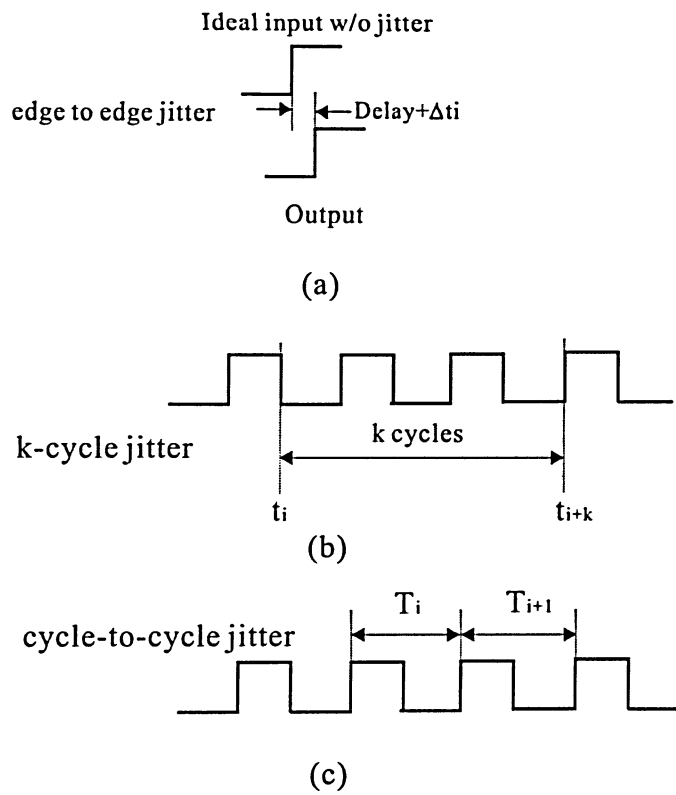 Ideal input w/o jitter
edge to edge jitter
Delay+Δti
Output
(a)
k-cycle jitter
k cycles
ti
ti+k
(b)
cycle-to-cycle jitter
Ti
Ti+1
(c)